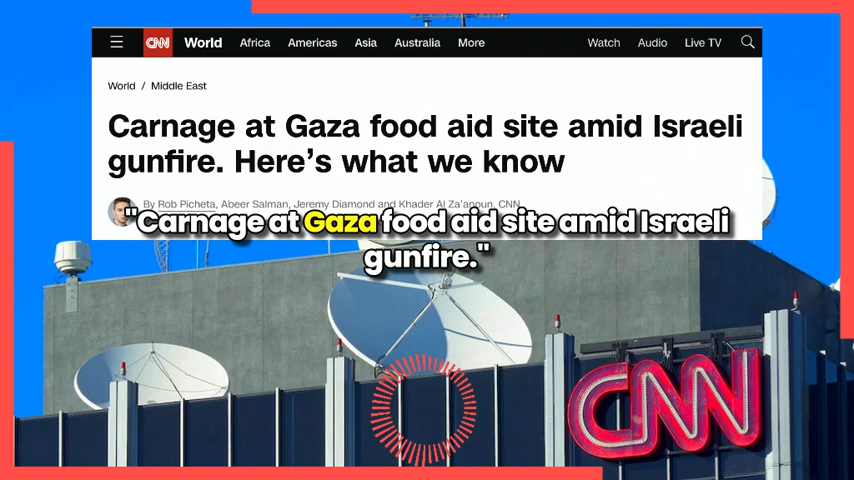 CNN World Africa Americas Asia Australia More Watch Audio Live TV
World / Middle East
Carnage at Gaza food aid site amid Israeli
gunfire. Here's what we know
By Rob Picheta, Abeer Salman, Jeremy Diamond and Khader Al Za'anoun, CNN
"Carnage at Gaza food aid site amid Israeli
gunfire."
CNN